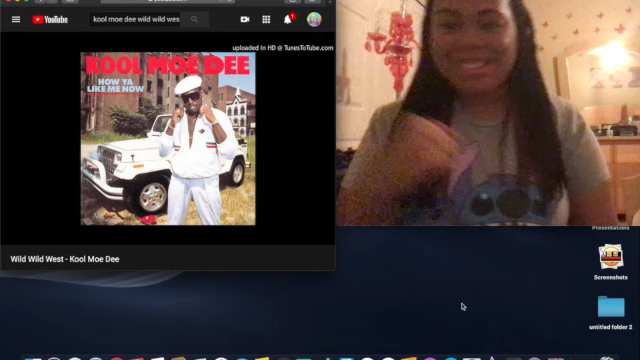 YouTube
kool moe dee wild wild wes
uploaded in HD @ TunesToTube.com
KOOL MOE DEE
HOW YA
LIKE ME NOW
Wild Wild West - Kool Moe Dee
Presentations
Screenshots
untitled folder 2